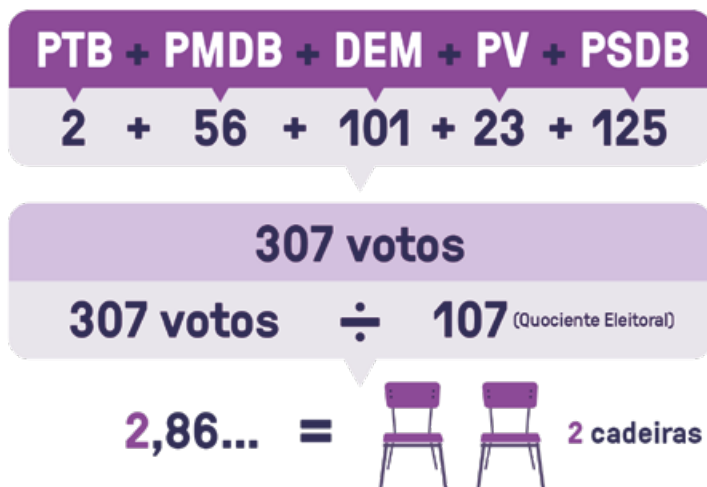 PTB + PMDB + DEM + PV + PSDB
2 + 56 + 101 + 23 + 125
307 votos
307 votos ÷ 107 (Quociente Eleitoral)
2,86... = 2 cadeiras